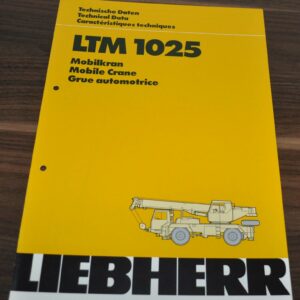 Technische Daten
Technical Data
Caractéristiques techniques
LTM 1025
Mobilkran
Mobile Crane
Grue automotrice
LIEBHERR